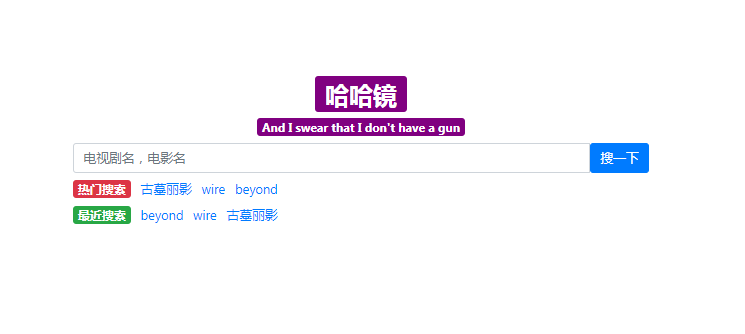 哈哈镜
And I swear that I don't have a gun
电视剧名，电影名 搜一下
热门搜索 古墓丽影 wire beyond
最近搜索 beyond wire 古墓丽影